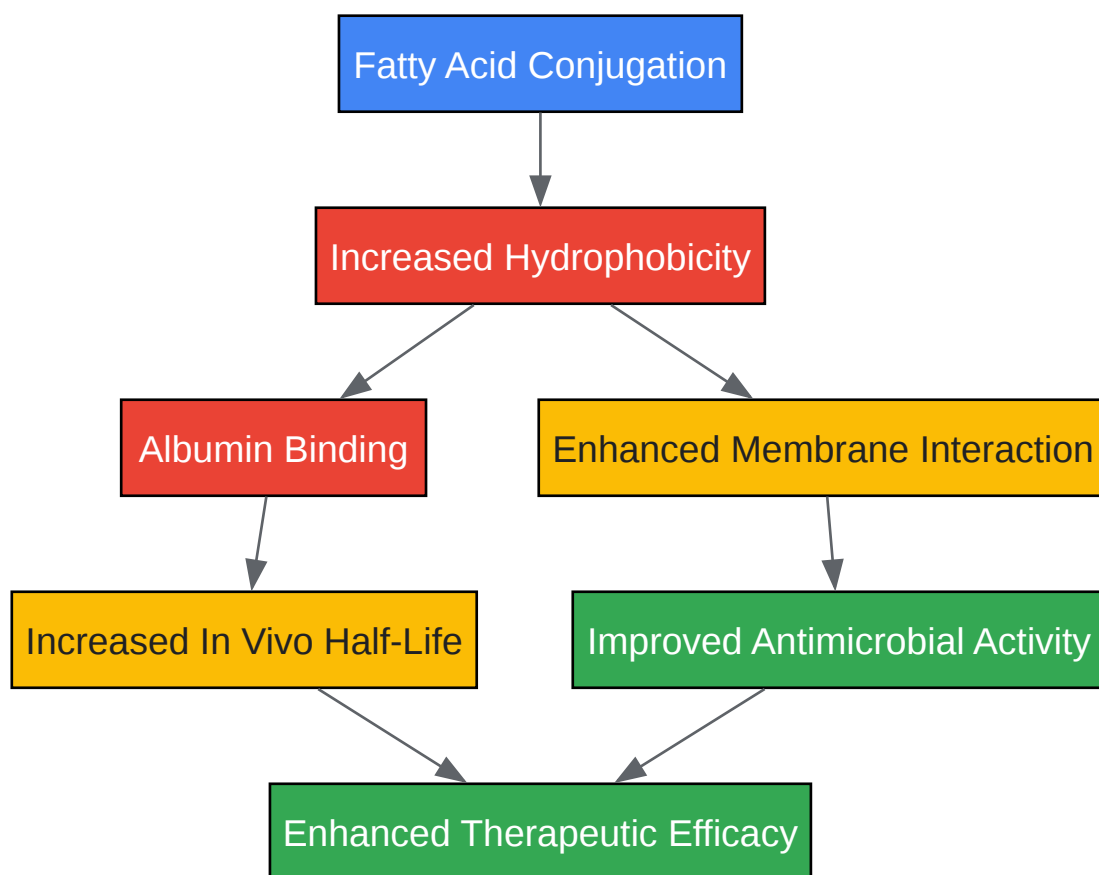 Fatty Acid Conjugation
Increased Hydrophobicity
Albumin Binding
Enhanced Membrane Interaction
Increased In Vivo Half-Life
Improved Antimicrobial Activity
Enhanced Therapeutic Efficacy